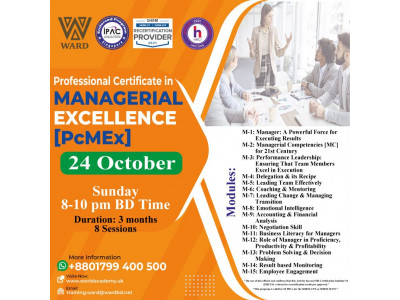 WARD
IPAC
SHRM
RECERTIFICATION
PROVIDER
h
Professional Certificate in
MANAGERIAL
EXCELLENCE
[PcMEx]
24 October
Sunday
8-10 pm BD Time
Duration: 3 months
8 Sessions
More Information
+8801799 400 500
Modules:
M-1: Manager: A Powerful Force for
Executing Results
M-2: Managerial Competencies [MC]
for 21st Century
M-3: Performance Leadership:
Ensuring That Team Members
Excel in Execution
M-4: Delegation & its Recipe
M-5: Leading Team Effectively
M-6: Coaching & Mentoring
M-7: Leading Change & Managing
Transition
M-8: Emotional Intelligence
M-9: Accounting & Financial
Analysis
M-10: Negotiation Skill
M-11: Business Literacy for Managers
M-12: Role of Manager in Proficiency,
Productivity & Profitability
M-13: Problem Solving & Decision
Making
M-14: Result based Monitoring
M-15: Employee Engagement